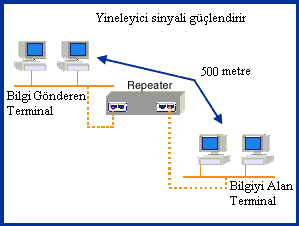 Yineleyici sinyali güçlendirir
500 metre
Repeater
Bilgi Gönderen
Terminal
Bilgiyi Alan
Terminal